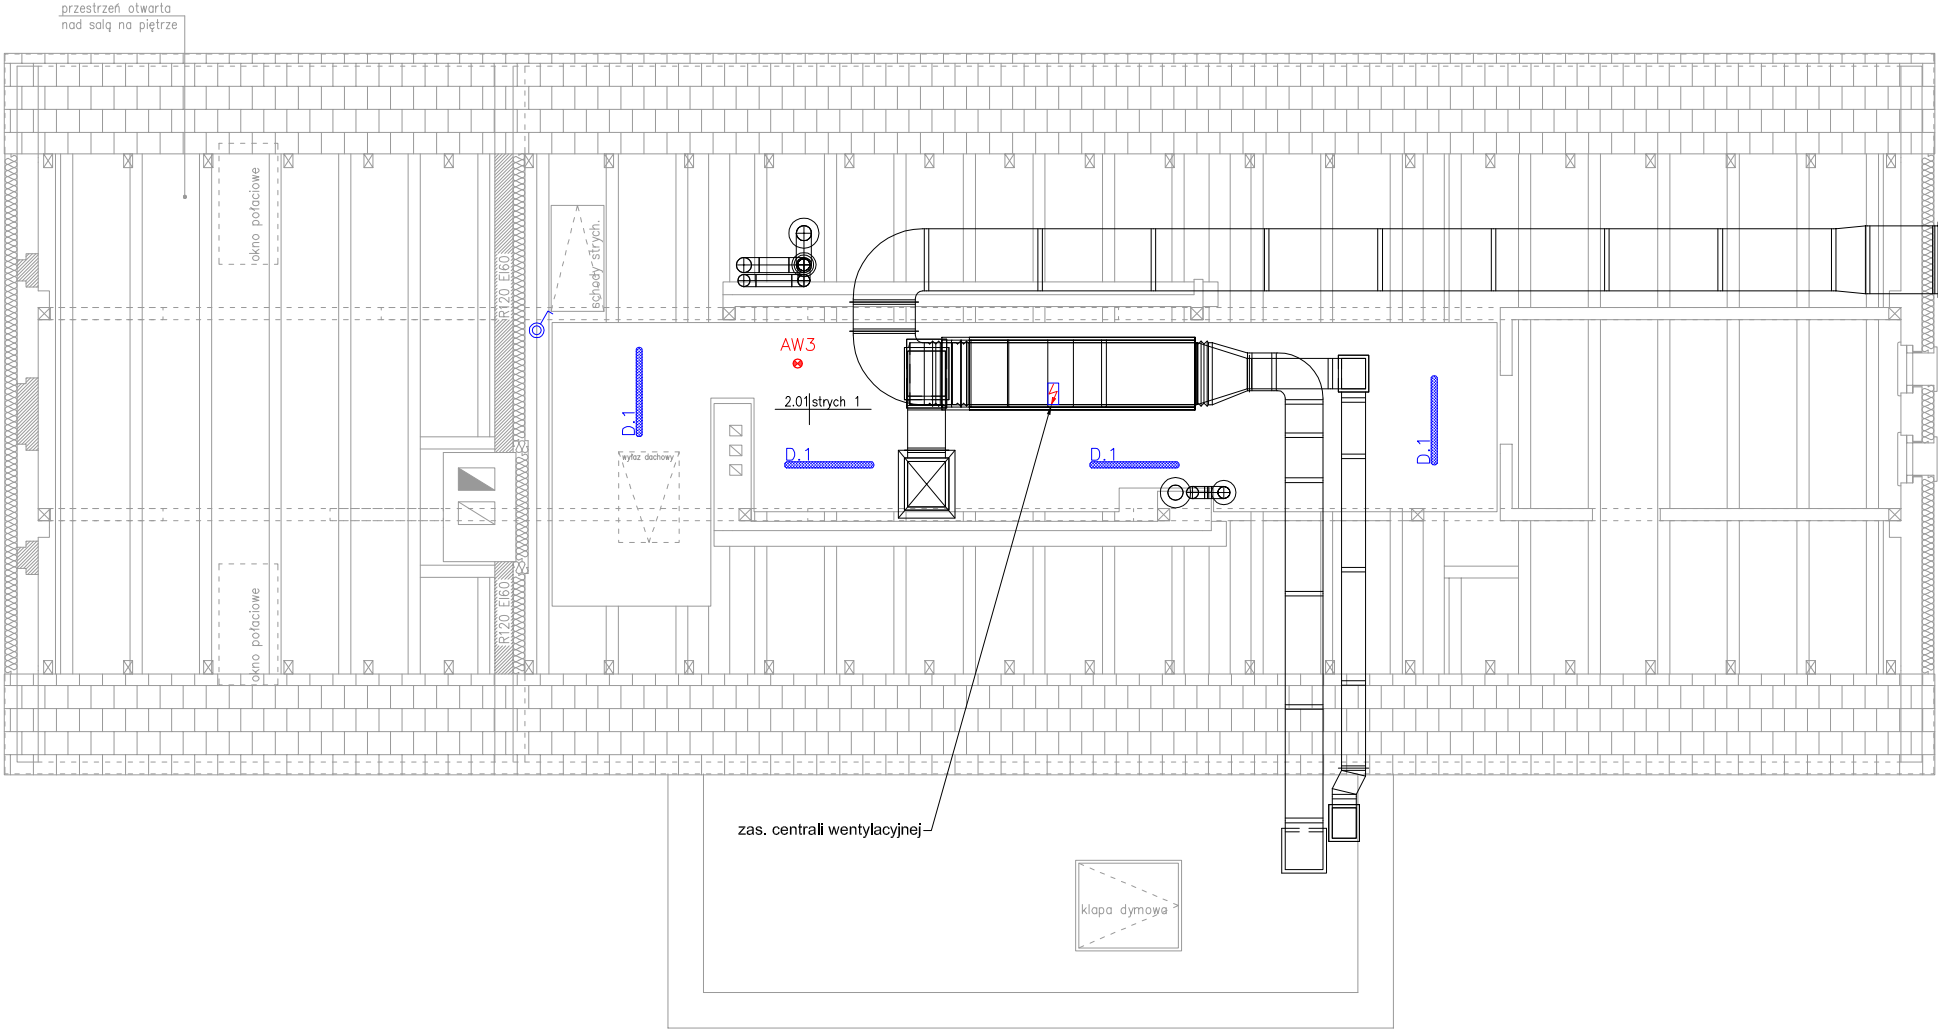 przestrzeń otwarta
nad salą na piętrze
okno połaciowe
R120 EI60
schody strych.
AW3
2.01 strych 1
D.1
wyłaz dachowy
D.1
D.1
D.1
okno połaciowe
R120 EI60
zas. centrali wentylacyjnej
klapa dymowa